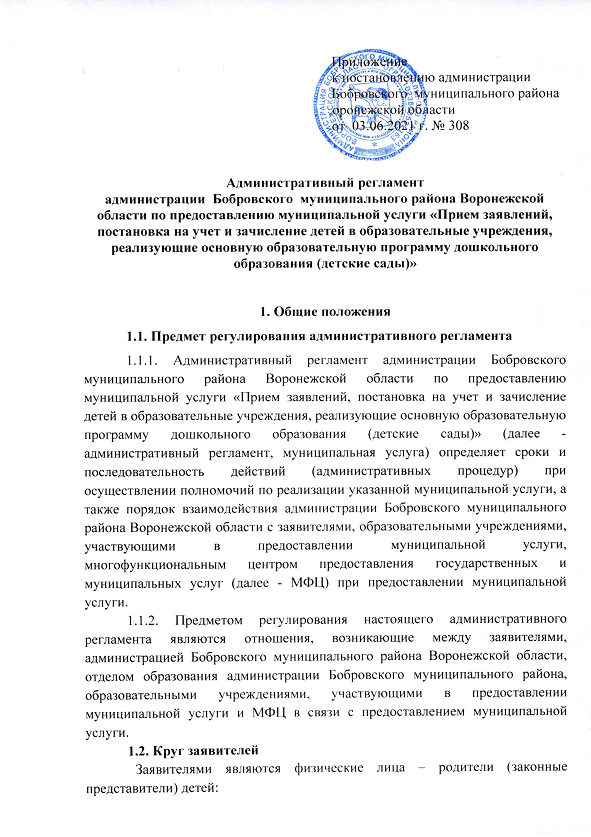 Приложение
к постановлению администрации
Бобровского муниципального района
оронежской области
от 03.06.2021 г. № 308
Административный регламент
администрации Бобровского муниципального района Воронежской
области по предоставлению муниципальной услуги «Прием заявлений,
постановка на учет и зачисление детей в образовательные учреждения,
реализующие основную образовательную программу дошкольного
образования (детские сады)»
1. Общие положения
1.1. Предмет регулирования административного регламента
1.1.1. Административный регламент администрации Бобровского
муниципального района Воронежской области по предоставлению
муниципальной услуги «Прием заявлений, постановка на учет и зачисление
детей в образовательные учреждения, реализующие основную образовательную
программу дошкольного образования (детские сады)» (далее -
административный регламент, муниципальная услуга) определяет сроки и
последовательность действий (административных процедур) при
осуществлении полномочий по реализации указанной муниципальной услуги, а
также порядок взаимодействия администрации Бобровского муниципального
района Воронежской области с заявителями, образовательными учреждениями,
участвующими в предоставлении муниципальной услуги,
многофункциональным центром предоставления государственных и
муниципальных услуг (далее - МФЦ) при предоставлении муниципальной
услуги.
1.1.2. Предметом регулирования настоящего административного
регламента являются отношения, возникающие между заявителями,
администрацией Бобровского муниципального района Воронежской области,
отделом образования администрации Бобровского муниципального района,
образовательными учреждениями, участвующими в предоставлении
муниципальной услуги и МФЦ в связи с предоставлением муниципальной
услуги.
1.2. Круг заявителей
Заявителями являются физические лица – родители (законные
представители) детей: